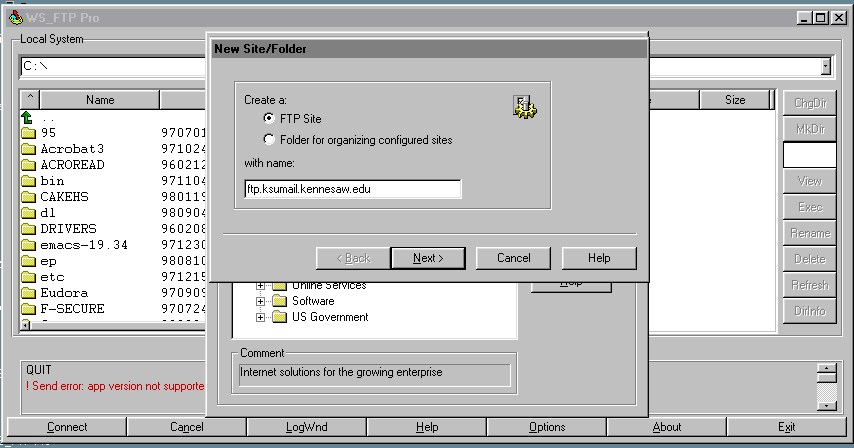 WS_FTP Pro
Local System
C:\
^ Name
..
95 970701
Acrobat3 971024
ACROREAD 960212
bin 971104
CAKEHS 980119
dl 980904
DRIVERS 960208
emacs-19.34 971230
ep 980810
etc 971215
Eudora 970909
F-SECURE 970724
New Site/Folder
Create a:
FTP Site
Folder for organizing configured sites
with name:
ftp.ksumail.kennesaw.edu
< Back Next > Cancel Help
Online Services
Software
US Government
Help
Comment
Internet solutions for the growing enterprise
Size
ChgDir
MkDir
View
Exec
Rename
Delete
Refresh
DirInfo
QUIT
! Send error: app version not supporte
Connect Cancel LogWnd Help Options About Exit